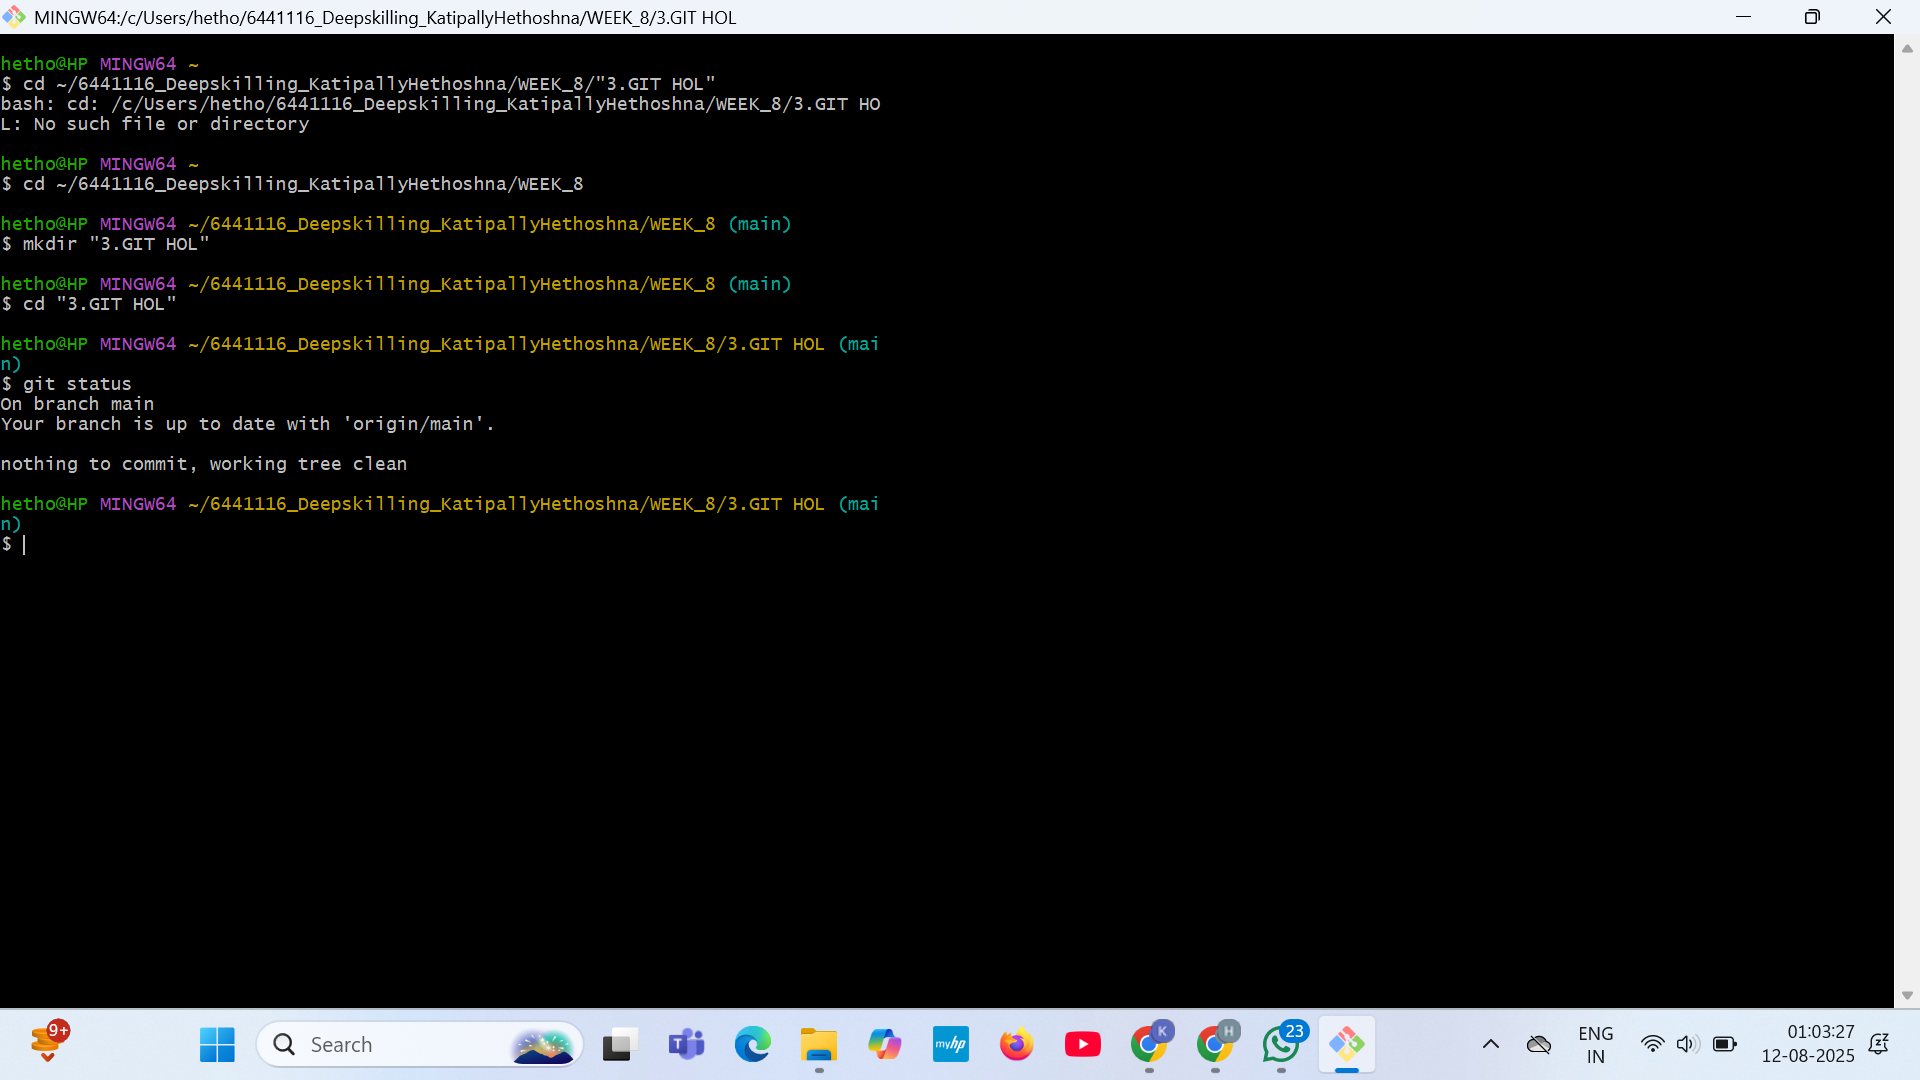 MINGW64:/c/Users/hetho/6441116_Deepskilling_KatipallyHethoshna/WEEK_8/3.GIT HOL
hetho@HP MINGW64 ~
$ cd ~/6441116_Deepskilling_KatipallyHethoshna/WEEK_8/"3.GIT HOL"
bash: cd: /c/Users/hetho/6441116_Deepskilling_KatipallyHethoshna/WEEK_8/3.GIT HO
L: No such file or directory
hetho@HP MINGW64 ~
$ cd ~/6441116_Deepskilling_KatipallyHethoshna/WEEK_8
hetho@HP MINGW64 ~/6441116_Deepskilling_KatipallyHethoshna/WEEK_8 (main)
$ mkdir "3.GIT HOL"
hetho@HP MINGW64 ~/6441116_Deepskilling_KatipallyHethoshna/WEEK_8 (main)
$ cd "3.GIT HOL"
hetho@HP MINGW64 ~/6441116_Deepskilling_KatipallyHethoshna/WEEK_8/3.GIT HOL (mai
n)
$ git status
On branch main
Your branch is up to date with 'origin/main'.
nothing to commit, working tree clean
hetho@HP MINGW64 ~/6441116_Deepskilling_KatipallyHethoshna/WEEK_8/3.GIT HOL (mai
n)
$
9+
Search
T
myhp
K
H
23
ENG
IN
01:03:27
12-08-2025